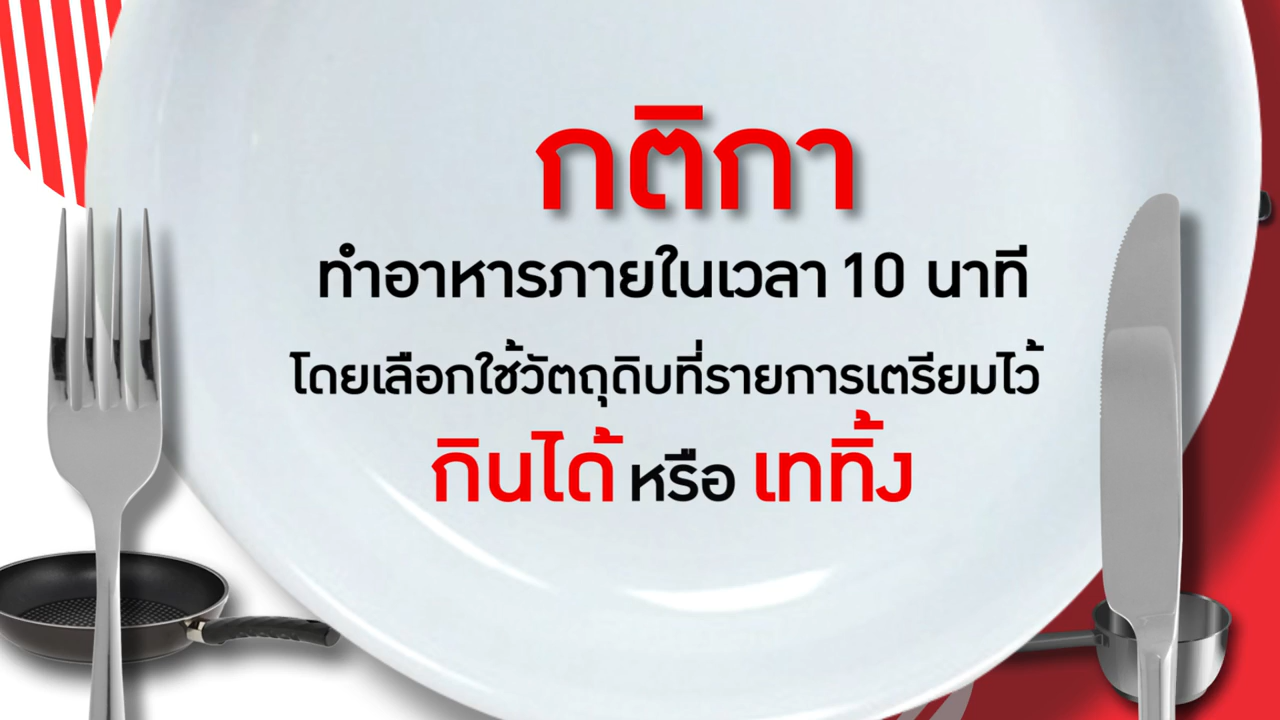 กติกา
ทำอาหารภายในเวลา 10 นาที
โดยเลือกใช้วัตถุดิบที่รายการเตรียมไว้
กินได้ หรือ เททิ้ง